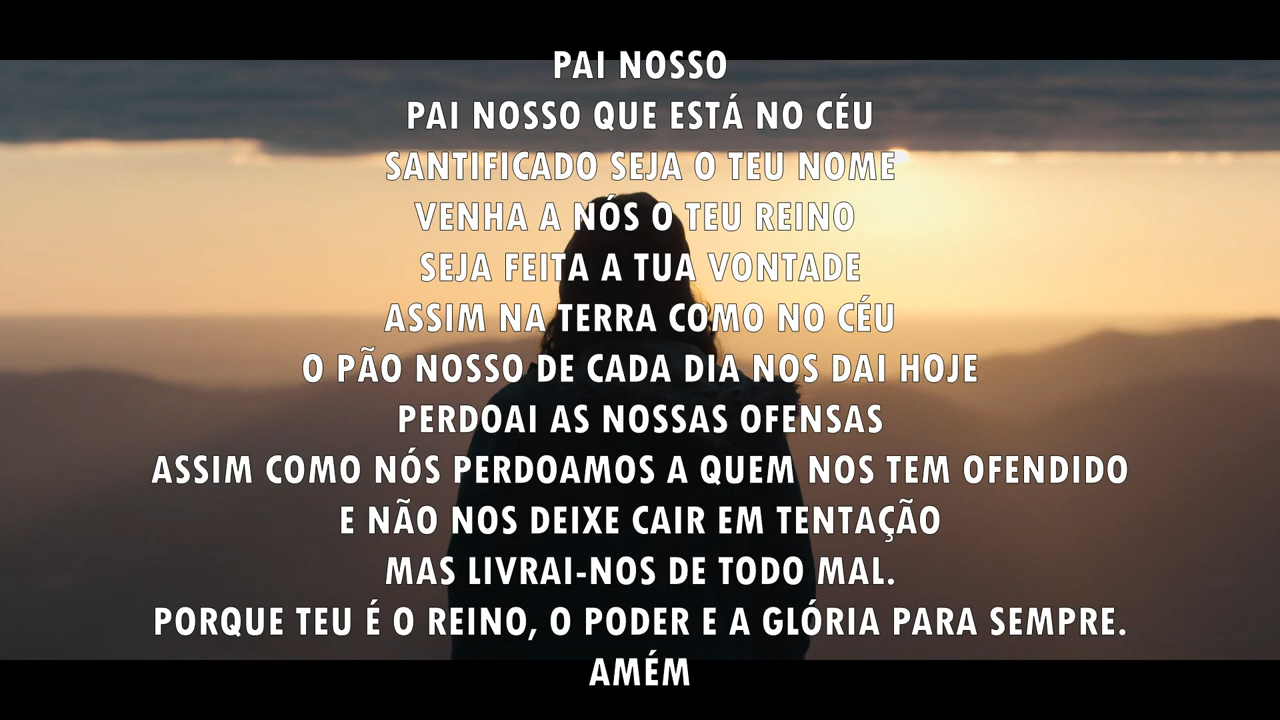 PAI NOSSO
PAI NOSSO QUE ESTÁ NO CÉU
SANTIFICADO SEJA O TEU NOME
VENHA A NÓS O TEU REINO
SEJA FEITA A TUA VONTADE
ASSIM NA TERRA COMO NO CÉU
O PÃO NOSSO DE CADA DIA NOS DAI HOJE
PERDOAI AS NOSSAS OFENSAS
ASSIM COMO NÓS PERDOAMOS A QUEM NOS TEM OFENDIDO
E NÃO NOS DEIXE CAIR EM TENTAÇÃO
MAS LIVRAI-NOS DE TODO MAL.
PORQUE TEU É O REINO, O PODER E A GLÓRIA PARA SEMPRE.
AMÉM